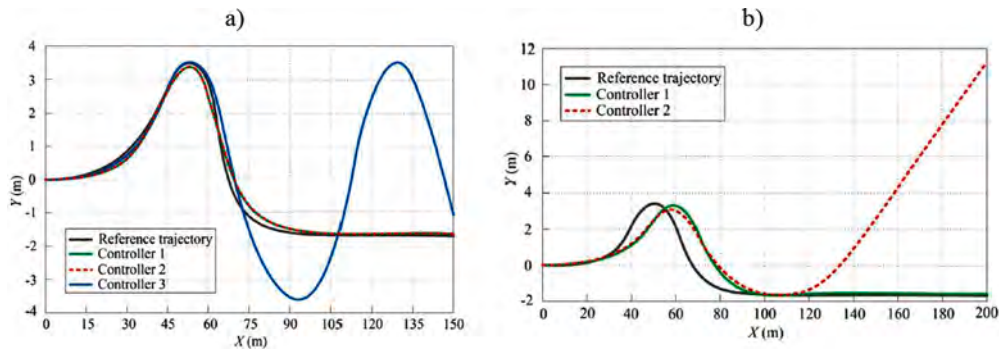 a)
4
3
2
1
0
-1
-2
-3
-4
Y (m)
Reference trajectory
Controller 1
Controller 2
Controller 3
0 15 30 45 60 75 93 105 120 135 150
X (m)
b)
12
10
8
6
4
2
0
-2
Y (m)
Reference trajectory
Controller 1
Controller 2
0 20 40 60 80 100 120 140 160 180 200
X (m)